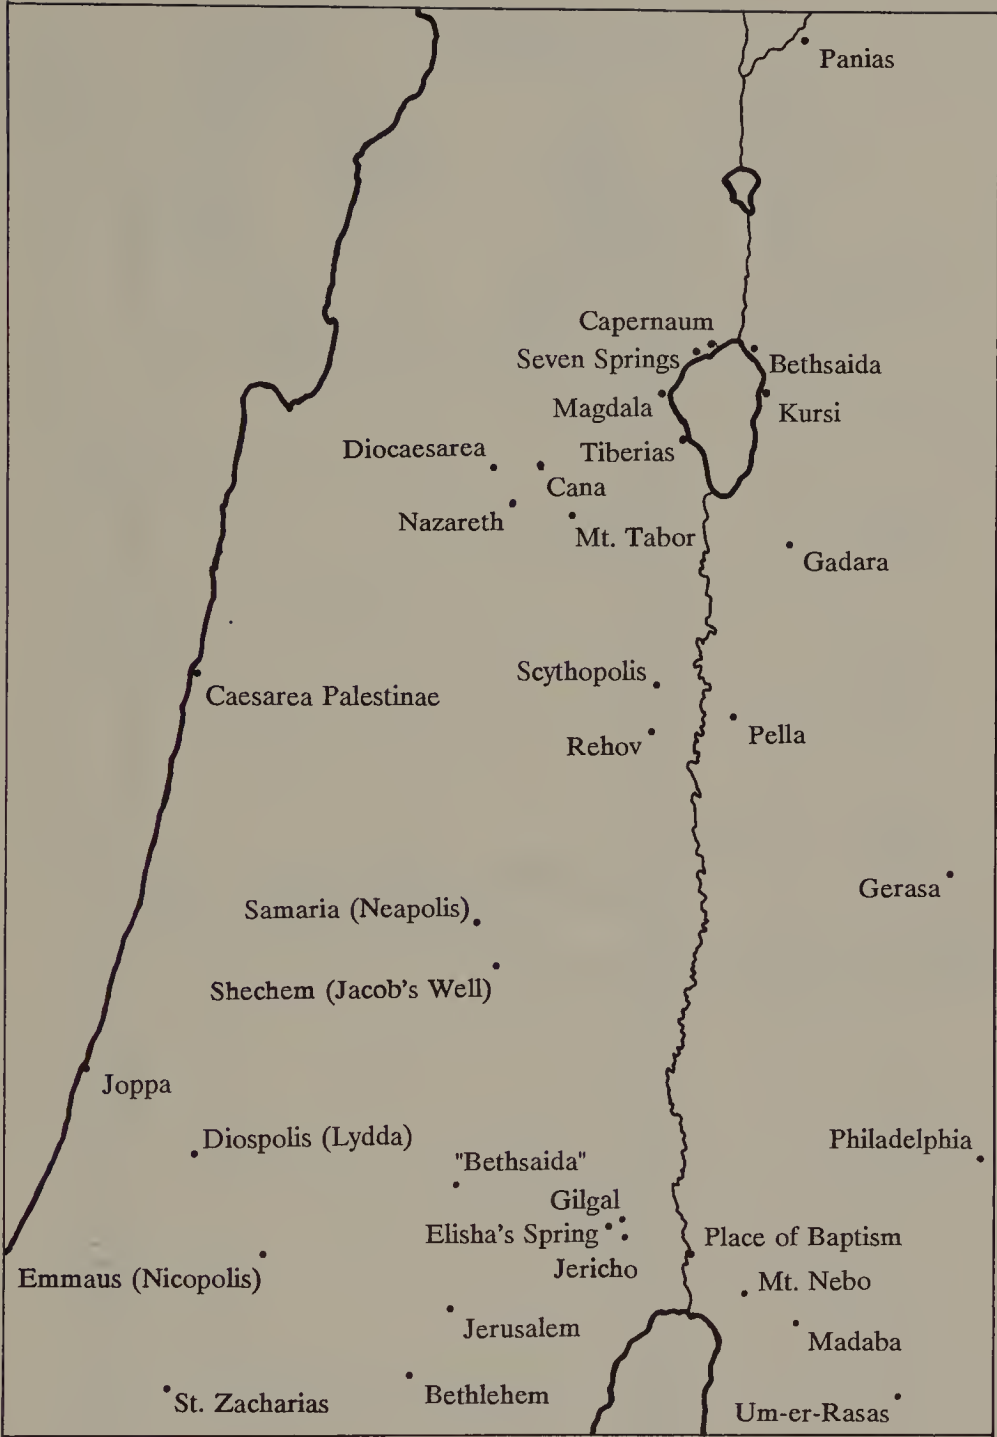 Panias
Capernaum
Seven Springs
Bethsaida
Magdala
Kursi
Diocaesarea
Tiberias
Cana
Nazareth
Mt. Tabor
Gadara
Scythopolis
Caesarea Palestinae
Rehov
Pella
Gerasa
Samaria (Neapolis)
Shechem (Jacob's Well)
Joppa
Diospolis (Lydda)
Philadelphia
"Bethsaida"
Gilgal
Elisha's Spring
Place of Baptism
Jericho
Emmaus (Nicopolis)
Mt. Nebo
Jerusalem
Madaba
St. Zacharias
Bethlehem
Um-er-Rasas